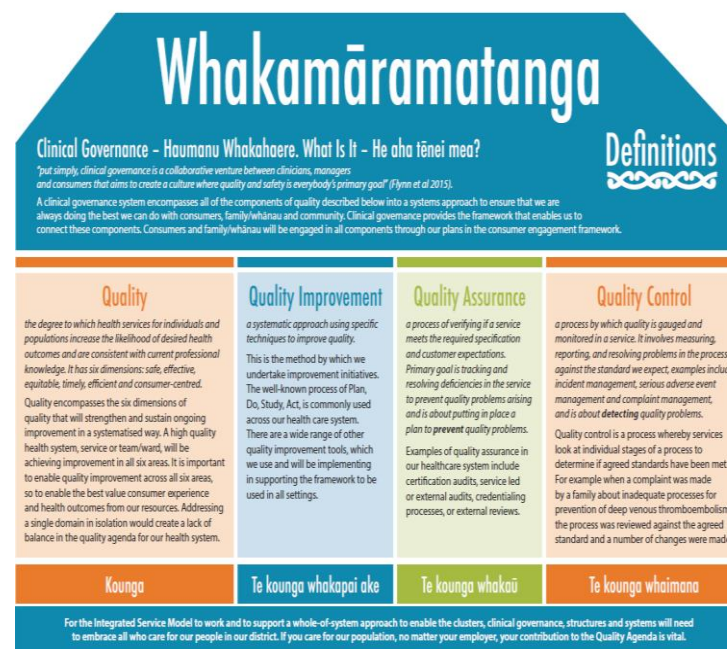 Whakamāramatanga
Clinical Governance – Haumanu Whakahaere. What Is It – He aha tēnei mea?
"put simply, clinical governance is a collaborative venture between clinicians, managers
and consumers that aims to create a culture where quality and safety is everybody's primary goal" (Flynn et al 2015).
A clinical governance system encompasses all of the components of quality described below into a systems approach to ensure that we are
always doing the best we can do with consumers, family/whānau and community. Clinical governance provides the framework that enables us to
connect these components. Consumers and family/whānau will be engaged in all components through our plans in the consumer engagement framework.
Definitions
Quality
the degree to which health services for individuals and
populations increase the likelihood of desired health
outcomes and are consistent with current professional
knowledge. It has six dimensions: safe, effective,
equitable, timely, efficient and consumer-centred.
Quality encompasses the six dimensions of
quality that will strengthen and sustain ongoing
improvement in a systematised way. A high quality
health system, service or team/ward, will be
achieving improvement in all six areas. It is important
to enable quality improvement across all six areas,
so to enable the best value consumer experience
and health outcomes from our resources. Addressing
a single domain in isolation would create a lack of
balance in the quality agenda for our health system.
Kounga
Quality Improvement
a systematic approach using specific
techniques to improve quality.
This is the method by which we
undertake improvement initiatives.
The well-known process of Plan,
Do, Study, Act, is commonly used
across our health care system.
There are a wide range of other
quality improvement tools, which
we use and will be implementing
in supporting the framework to be
used in all settings.
Te kounga whakapai ake
Quality Assurance
a process of verifying if a service
meets the required specification
and customer expectations.
Primary goal is tracking and
resolving deficiencies in the service
to prevent quality problems arising
and is about putting in place a
plan to prevent quality problems.
Examples of quality assurance in
our healthcare system include
certification audits, service led
or external audits, credentialing
processes, or external reviews.
Te kounga whakaū
Quality Control
a process by which quality is gauged and
monitored in a service. It involves measuring,
reporting, and resolving problems in the process
against the standard we expect, examples includ
incident management, serious adverse event
management and complaint management,
and is about detecting quality problems.
Quality control is a process whereby services
look at individual stages of a process to
determine if agreed standards have been met
For example when a complaint was made
by a family about inadequate processes for
prevention of deep venous thromboembolism
the process was reviewed against the agreed
standard and a number of changes were mad
Te kounga whaimana
For the Integrated Service Model to work and to support a whole-of-system approach to enable the clusters, clinical governance, structures and systems will need
to embrace all who care for our people in our district. If you care for our population, no matter your employer, your contribution to the Quality Agenda is vital.